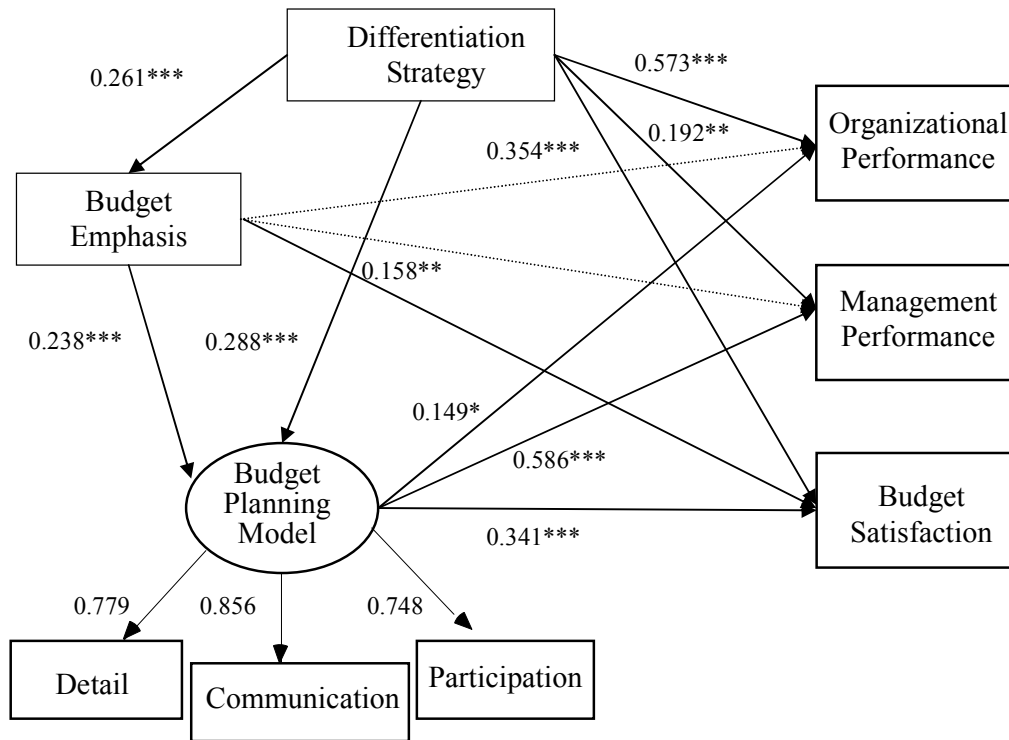 Differentiation
Strategy
0.261***
0.573***
Organizational
Performance
0.192**
0.354***
Budget
Emphasis
0.158**
Management
Performance
0.238***
0.288***
0.149*
0.586***
Budget
Planning
Model
Budget
Satisfaction
0.341***
0.779
0.856
0.748
Detail
Communication
Participation